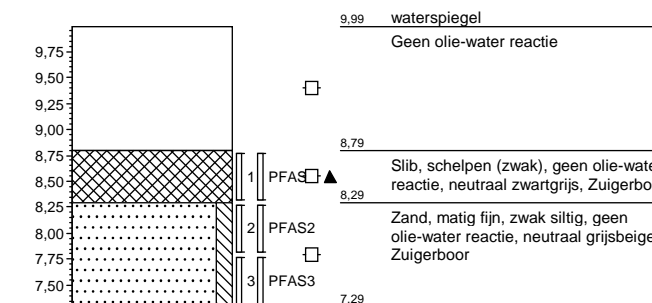 9,99 waterspiegel
Geen olie-water reactie
9,75
9,50
9,25
9,00
8,79
8,75
Slib, schelpen (zwak), geen olie-wate
1 PFAS
8,50
reactie, neutraal zwartgrijs, Zuigerbo
8,29
8,25
Zand, matig fijn, zwak siltig, geen
2 PFAS2
8,00
olie-water reactie, neutraal grijsbeige
7,75
Zuigerboor
3 PFAS3
7,50
7,29